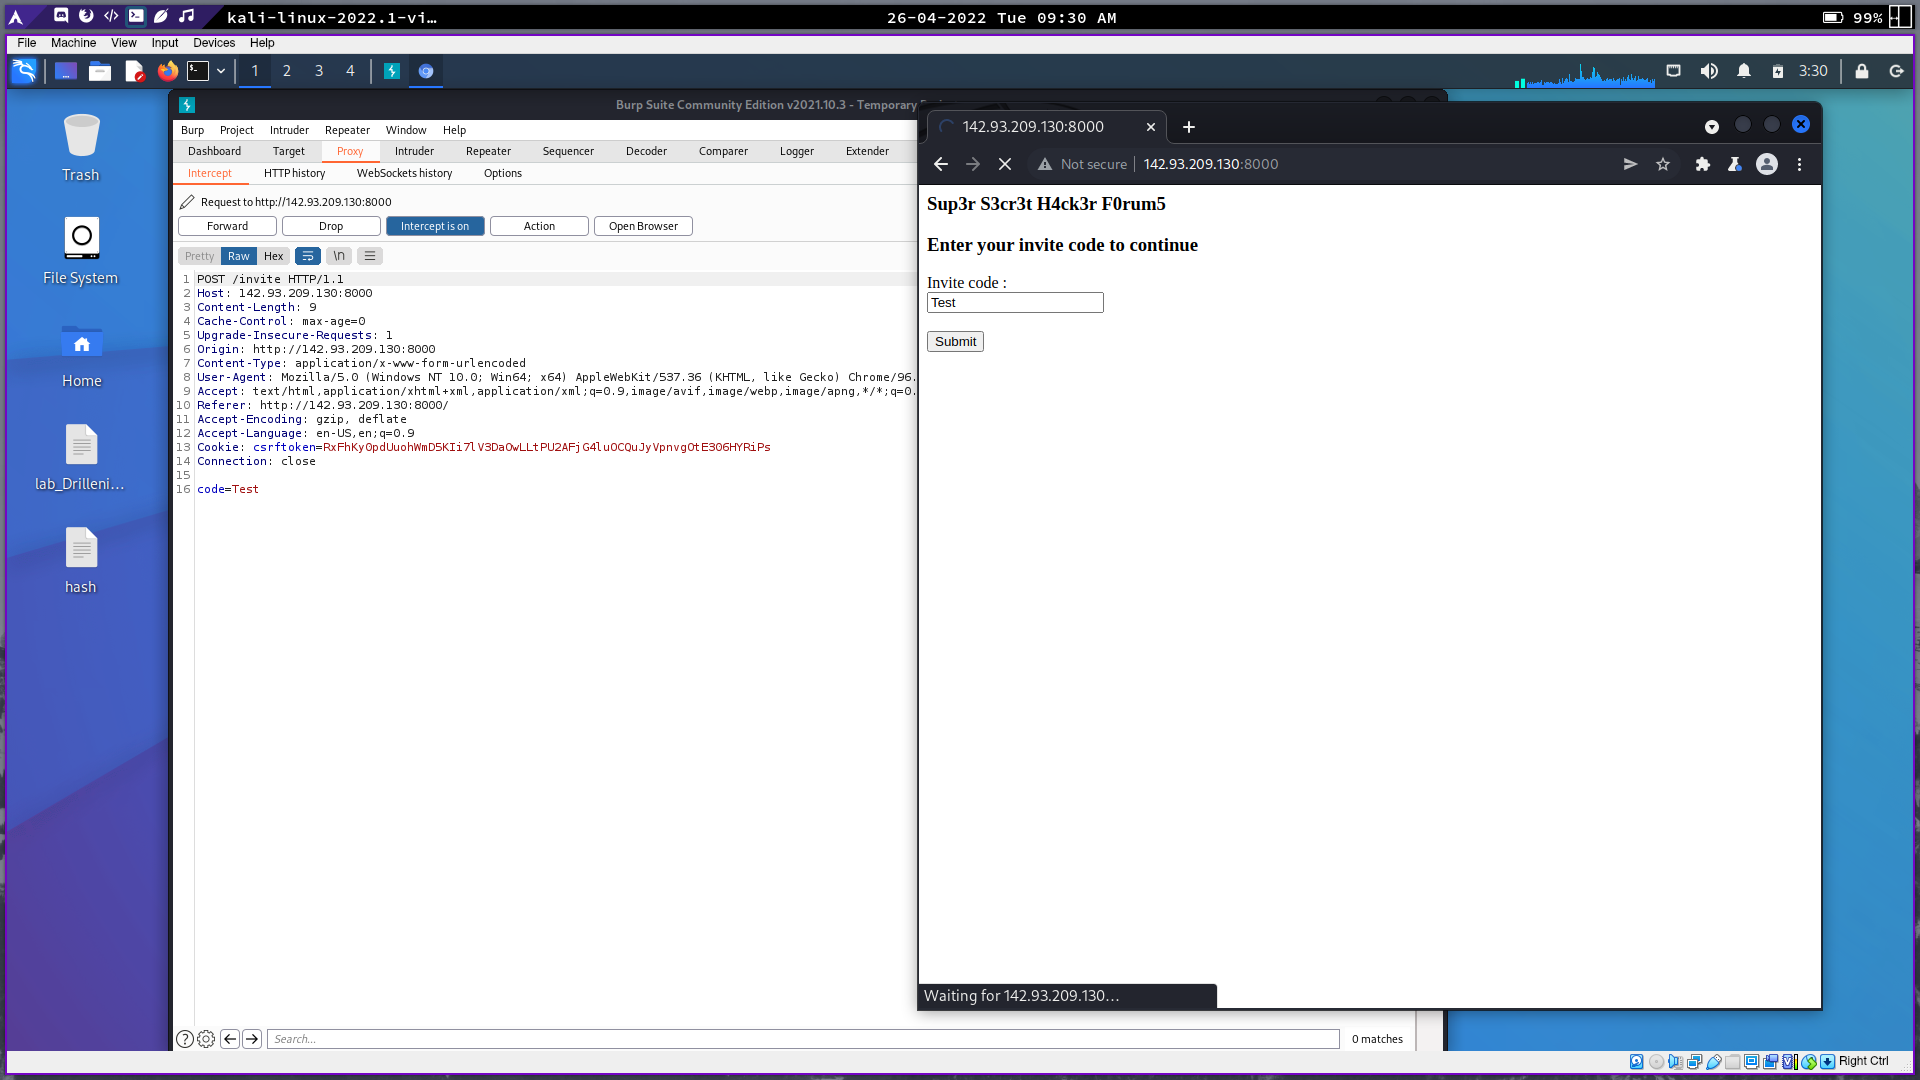 kali-linux-2022.1-vi…
26-04-2022 Tue 09:30 AM
99%
File Machine View Input Devices Help
1 2 3 4
3:30
Trash
File System
Home
lab_Drilleni…
hash
Burp Suite Community Edition v2021.10.3 - Temporary
Burp Project Intruder Repeater Window Help
Dashboard Target Proxy Intruder Repeater Sequencer Decoder Comparer Logger Extender
Intercept HTTP history WebSockets history Options
Request to http://142.93.209.130:8000
Forward Drop Intercept is on Action Open Browser
Pretty Raw Hex \n
1 POST /invite HTTP/1.1
2 Host: 142.93.209.130:8000
3 Content-Length: 9
4 Cache-Control: max-age=0
5 Upgrade-Insecure-Requests: 1
6 Origin: http://142.93.209.130:8000
7 Content-Type: application/x-www-form-urlencoded
8 User-Agent: Mozilla/5.0 (Windows NT 10.0; Win64; x64) AppleWebKit/537.36 (KHTML, like Gecko) Chrome/96.
9 Accept: text/html,application/xhtml+xml,application/xml;q=0.9,image/avif,image/webp,image/apng,*/*;q=0.
10 Referer: http://142.93.209.130:8000/
11 Accept-Encoding: gzip, deflate
12 Accept-Language: en-US,en;q=0.9
13 Cookie: csrftoken=RxFhKy0pdUuohWmD5KIi7lV3DaOwLLtPU2AFjG4luOCQuJyVpnvgOtE306HYRiPs
14 Connection: close
15
16 code=Test
Search...
0 matches
142.93.209.130:8000
Not secure 142.93.209.130:8000
Sup3r S3cr3t H4ck3r F0rum5
Enter your invite code to continue
Invite code :
Test
Submit
Waiting for 142.93.209.130…
Right Ctrl